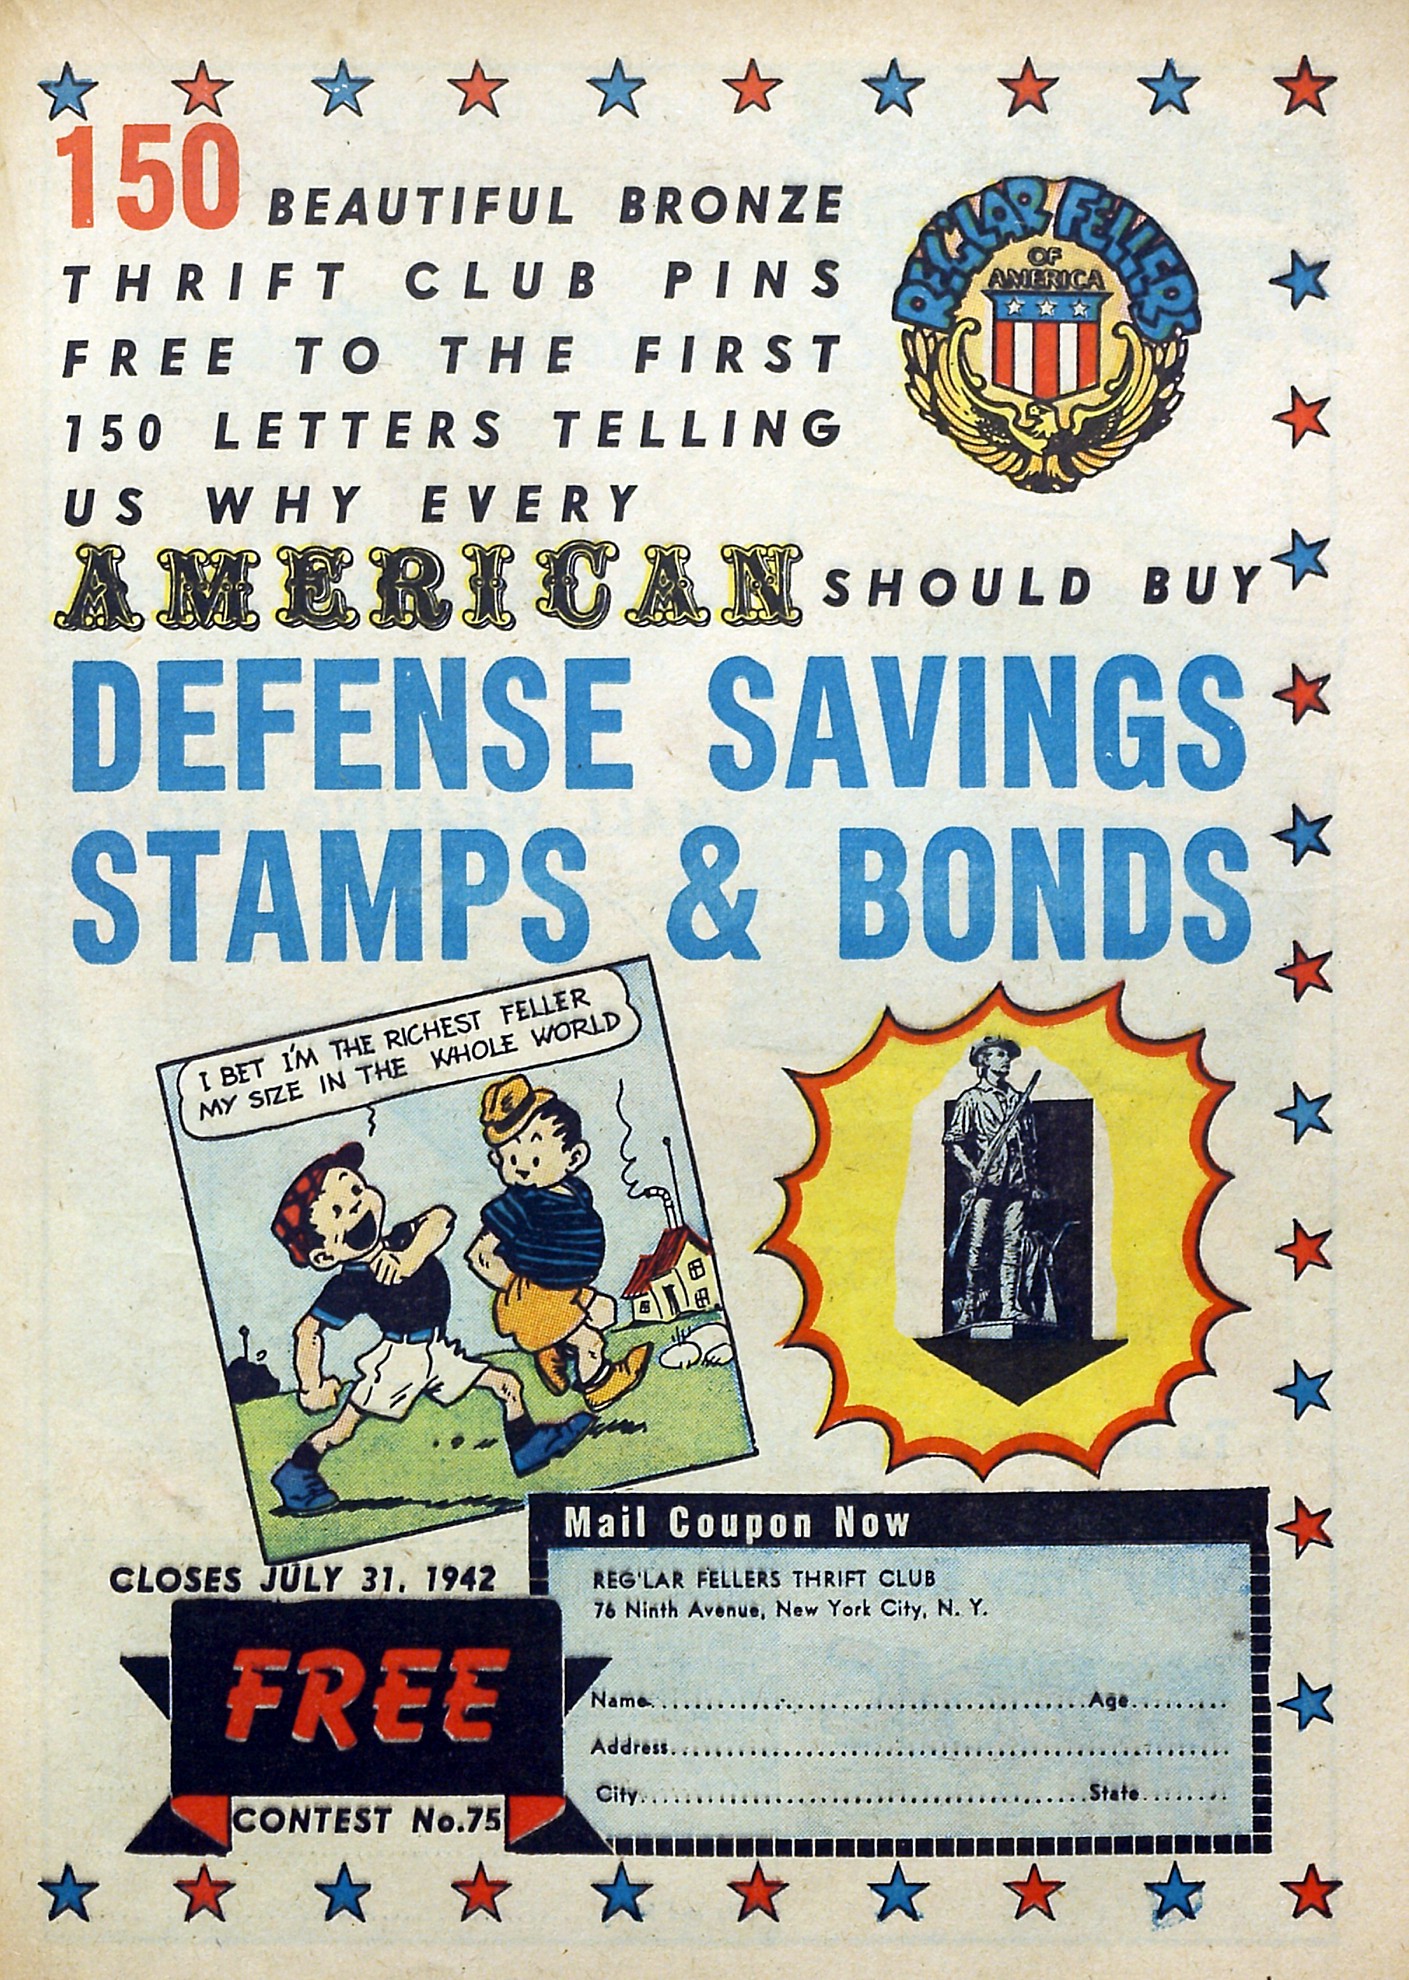 150 BEAUTIFUL BRONZE
THRIFT CLUB PINS
FREE TO THE FIRST
150 LETTERS TELLING
US WHY EVERY
AMERICAN SHOULD BUY
DEFENSE SAVINGS
STAMPS & BONDS
REG'LAR FELLERS
OF
AMERICA
I BET I'M THE RICHEST FELLER
MY SIZE IN THE WHOLE WORLD
CLOSES JULY 31, 1942
FREE
CONTEST No.75
Mail Coupon Now
REG'LAR FELLERS THRIFT CLUB
76 Ninth Avenue, New York City, N. Y.
Name.......................................Age.........
Address..................................................
City.......................................State........